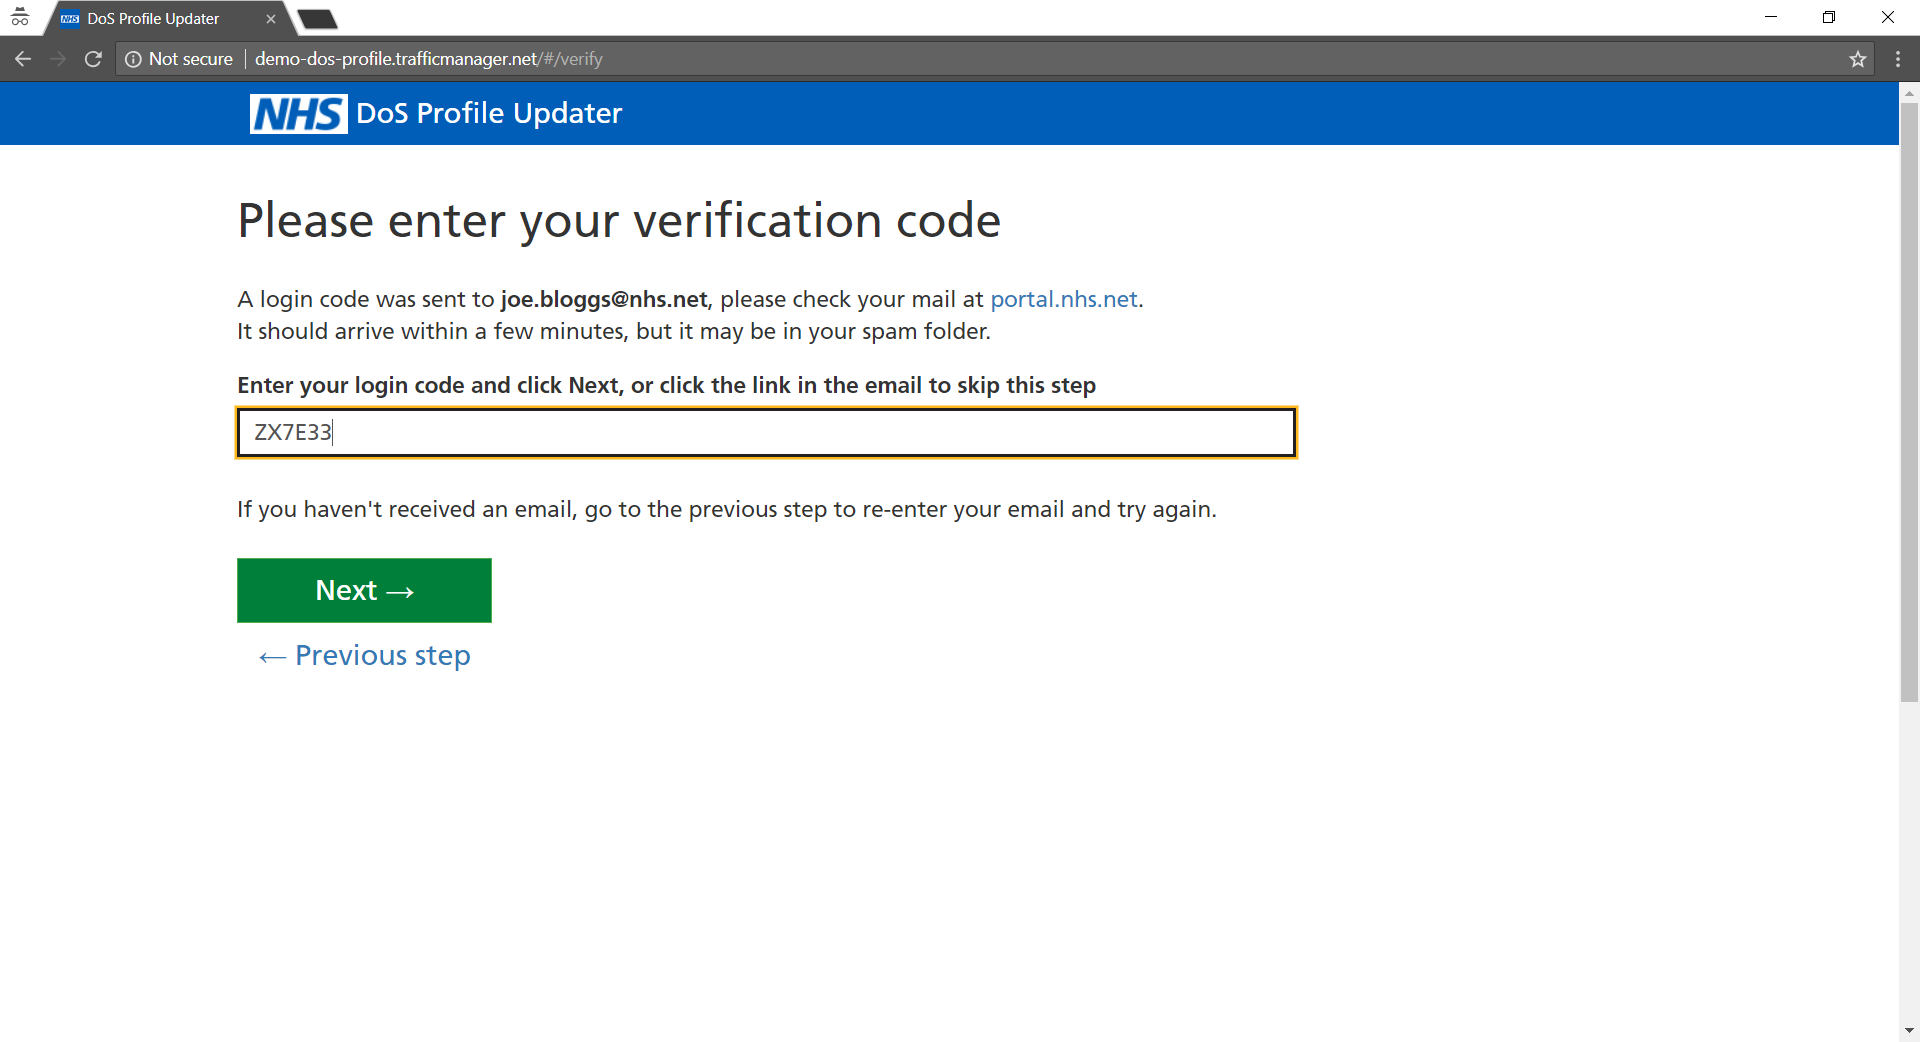 DoS Profile Updater
Not secure demo-dos-profile.trafficmanager.net/#/verify
NHS DoS Profile Updater
Please enter your verification code
A login code was sent to joe.bloggs@nhs.net, please check your mail at portal.nhs.net.
It should arrive within a few minutes, but it may be in your spam folder.
Enter your login code and click Next, or click the link in the email to skip this step
ZX7E33
If you haven't received an email, go to the previous step to re-enter your email and try again.
Next →
← Previous step